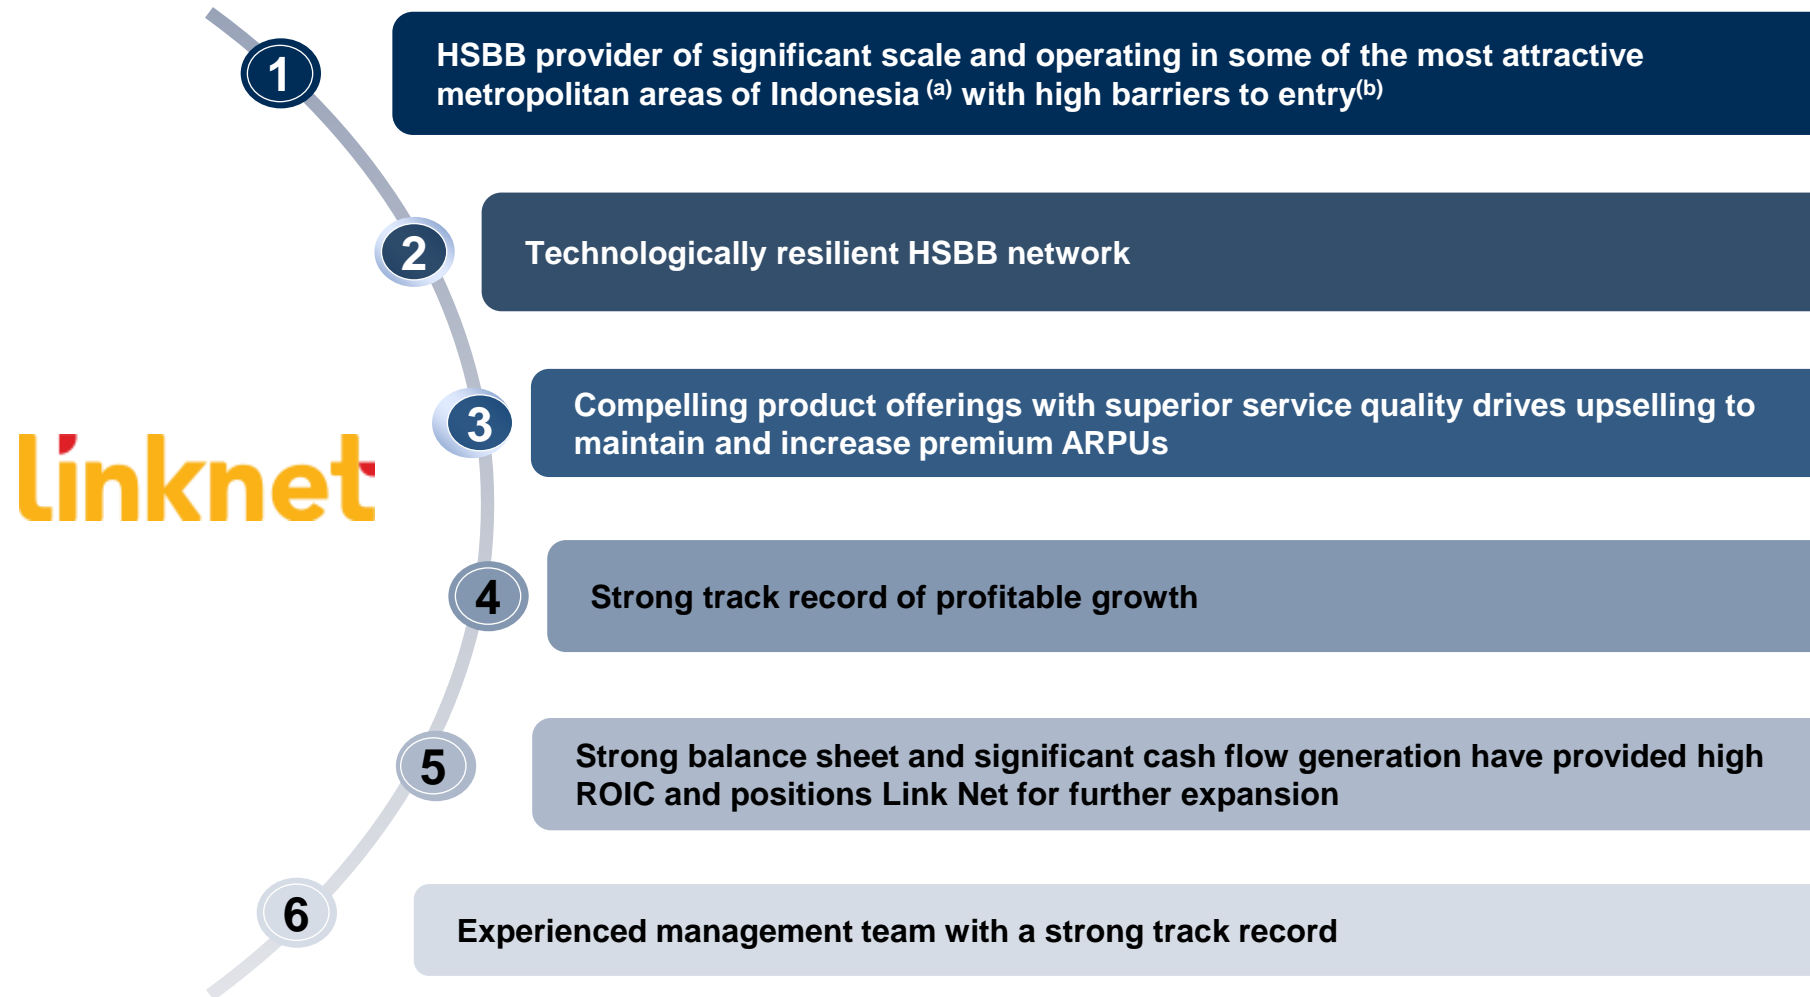 1
HSBB provider of significant scale and operating in some of the most attractive
metropolitan areas of Indonesia (a) with high barriers to entry(b)
2
Technologically resilient HSBB network
3
Compelling product offerings with superior service quality drives upselling to
maintain and increase premium ARPUs
linknet
4
Strong track record of profitable growth
5
Strong balance sheet and significant cash flow generation have provided high
ROIC and positions Link Net for further expansion
6
Experienced management team with a strong track record